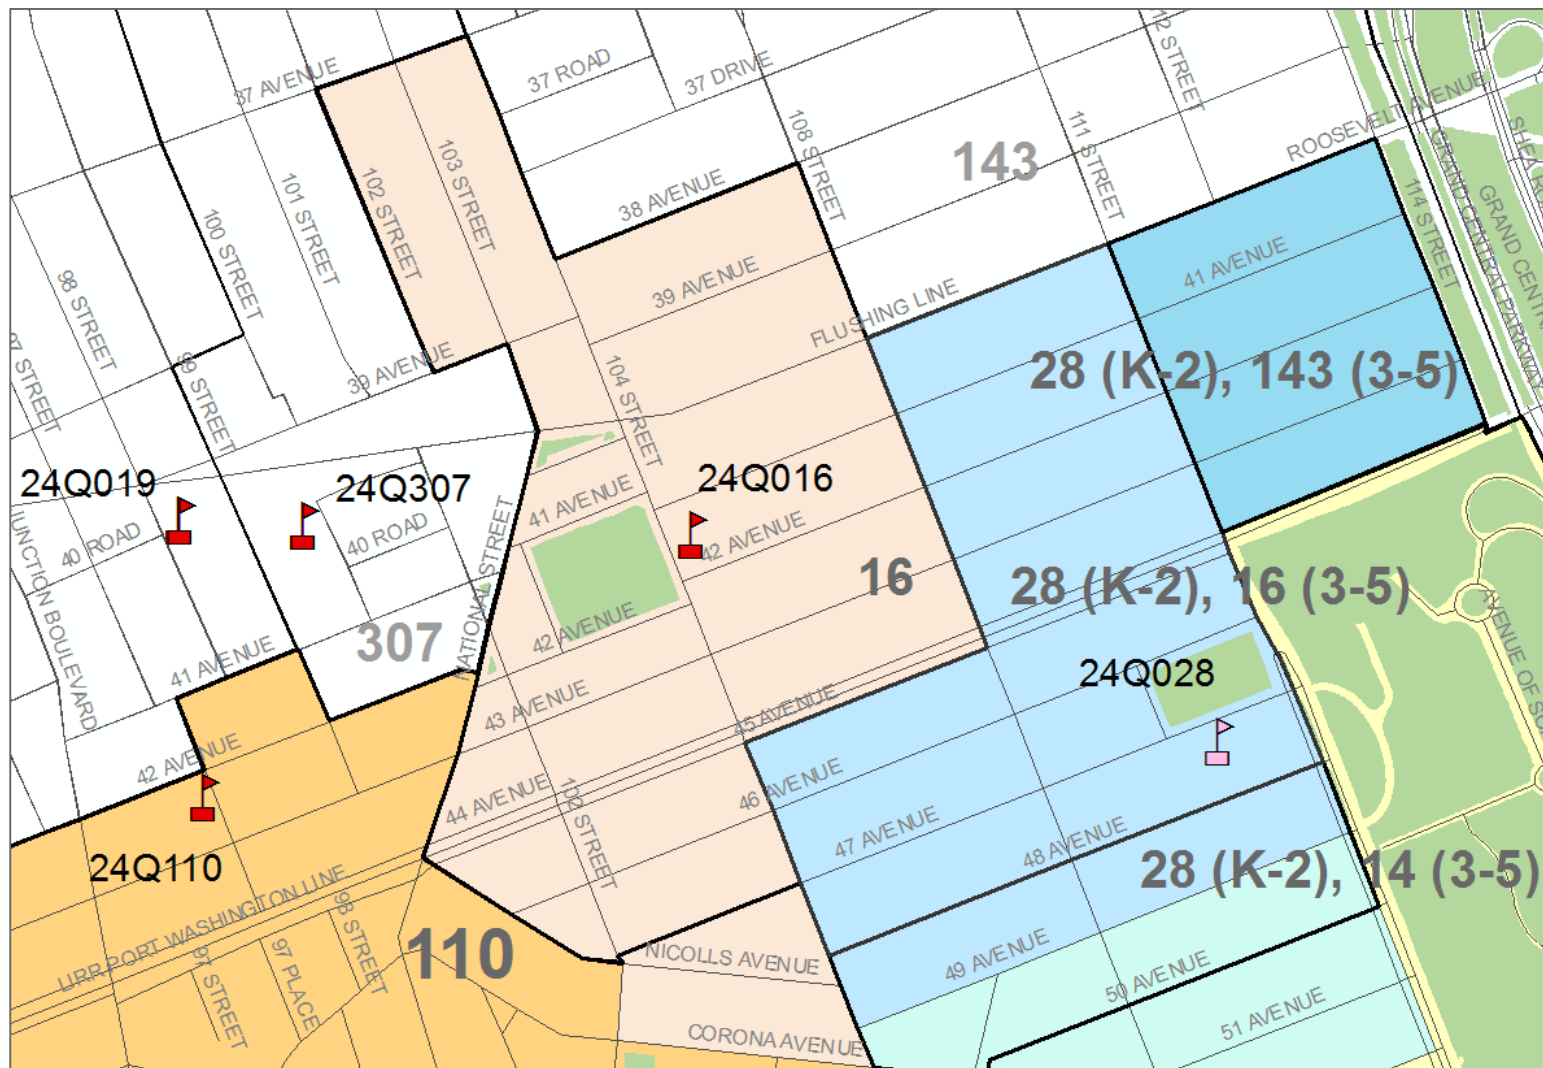 37 AVENUE
37 ROAD
37 DRIVE
112 STREET
ROOSEVELT AVENUE
143
108 STREET
111 STREET
103 STREET
102 STREET
101 STREET
100 STREET
38 AVENUE
114 STREET
GRAND CENTRAL PARKWAY
GRAND CENTR
98 STREET
39 AVENUE
41 AVENUE
FLUSHING LINE
97 STREET
99 STREET
39 AVENUE
104 STREET
28 (K-2), 143 (3-5)
24Q019
24Q307
24Q016
41 AVENUE
40 ROAD
40 ROAD
42 AVENUE
JUNCTION BOULEVARD
NATIONAL STREET
16
28 (K-2), 16 (3-5)
307
42 AVENUE
AVENUE OF
41 AVENUE
24Q028
43 AVENUE
45 AVENUE
42 AVENUE
44 AVENUE
46 AVENUE
47 AVENUE
48 AVENUE
24Q110
28 (K-2), 14 (3-5)
LIRR PORT WASHINGTON LINE
98 STREET
110
97 STREET
97 PLACE
NICOLLS AVENUE
49 AVENUE
50 AVENUE
51 AVENUE
CORONA AVENUE